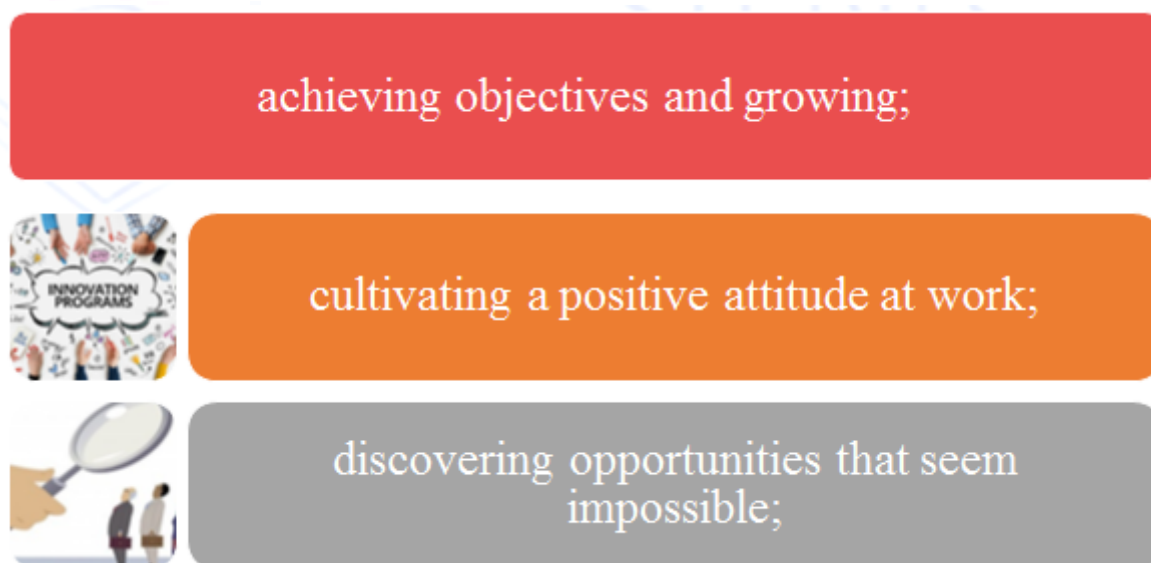 achieving objectives and growing;
INNOVATION
PROGRAMS
cultivating a positive attitude at work;
discovering opportunities that seem
impossible;